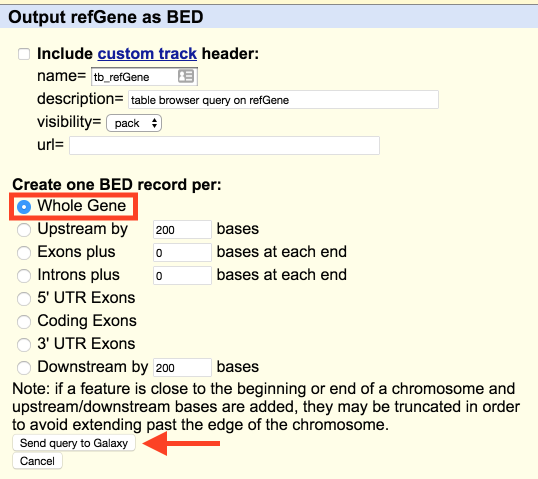 Output refGene as BED
Include custom track header:
name= tb_refGene
description= table browser query on refGene
visibility= pack
url=
Create one BED record per:
Whole Gene
Upstream by 200 bases
Exons plus 0 bases at each end
Introns plus 0 bases at each end
5' UTR Exons
Coding Exons
3' UTR Exons
Downstream by 200 bases
Note: if a feature is close to the beginning or end of a chromosome and
upstream/downstream bases are added, they may be truncated in order
to avoid extending past the edge of the chromosome.
Send query to Galaxy
Cancel